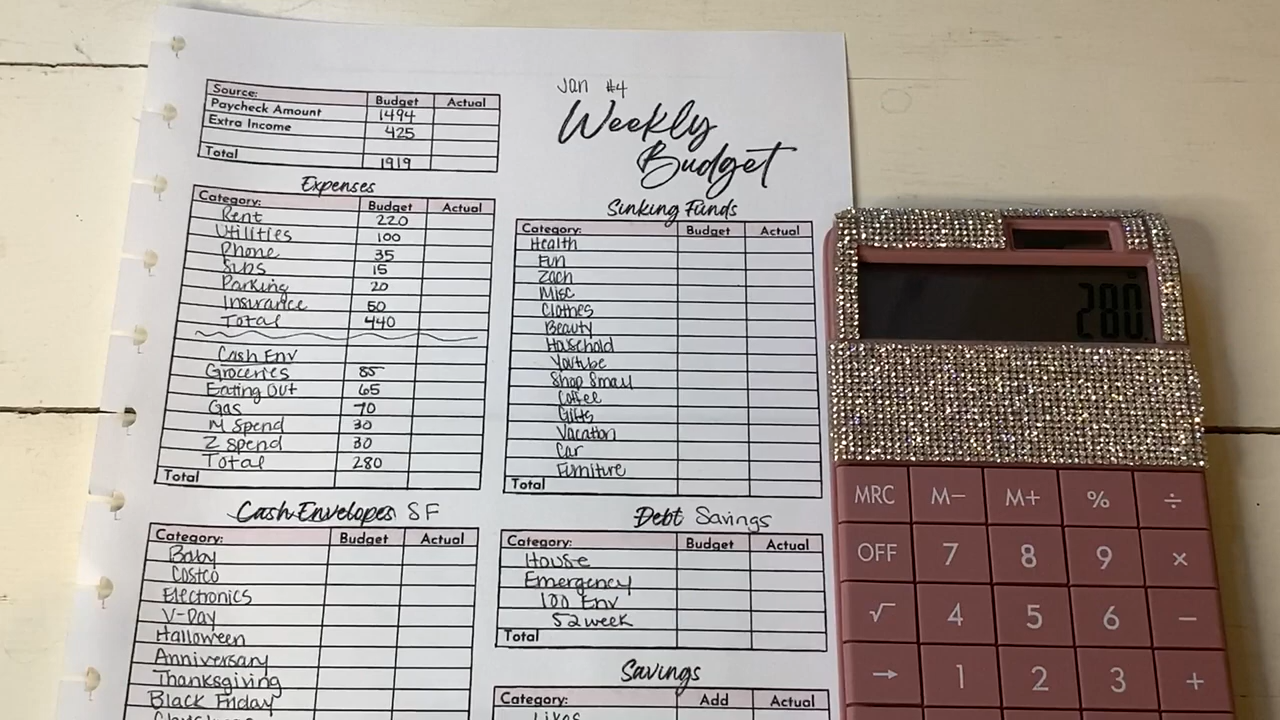 Jan #4
Weekly
Budget
Source: Budget Actual
Paycheck Amount 1494
Extra Income 425
Total 1919
Expenses
Category: Budget Actual
Rent 220
Utilities 100
Phone 35
Subs 15
Parking 20
Insurance 50
Total 440
Cash Env
Groceries 85
Eating Out 65
Gas 70
M Spend 30
Z Spend 30
Total 280
Total
Sinking Funds
Category: Budget Actual
Health
Fun
Zach
Misc
Clothes
Beauty
Household
Youtube
Shop Small
Coffee
Gifts
Vacation
Car
Furniture
Total
Cash Envelopes SF
Category: Budget Actual
Baby
Costco
Electronics
V-Day
Halloween
Anniversary
Thanksgiving
Black Friday
Debt Savings
Category: Budget Actual
House
Emergency
100 Env
52 week
Total
Savings
Category: Add Actual
280.
MRC M− M+ % ÷
OFF 7 8 9 ×
√ 4 5 6 −
→ 1 2 3 +